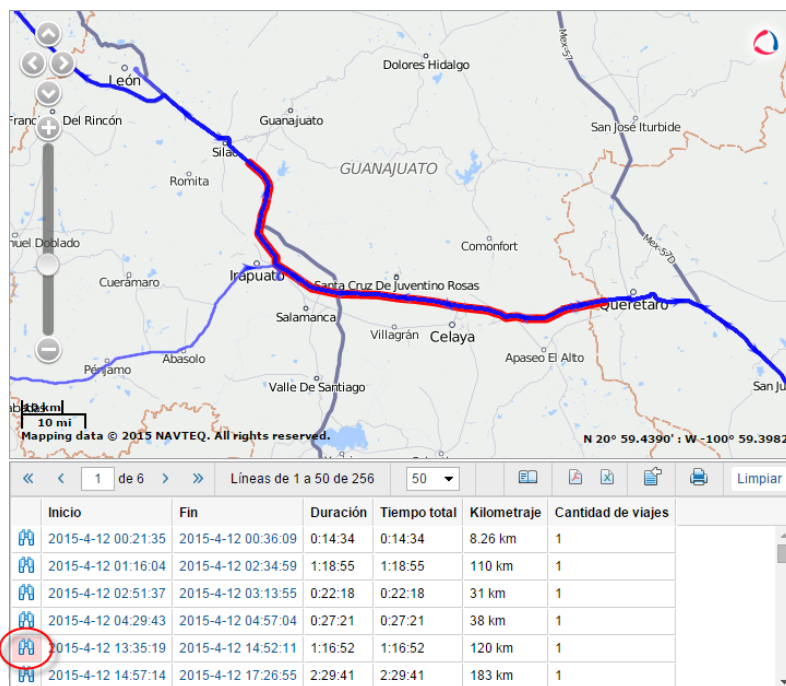 Mex-57
Dolores Hidalgo
León
Del Rincón
Guanajuato
San José Iturbide
Silao
GUANAJUATO
Romita
Doblado
Comonfort
Mex-57D
Irapuato
Cuerámaro
Santa Cruz De Juventino Rosas
Querétaro
Salamanca
Villagrán
Celaya
Abasolo
Apaseo El Alto
Pénjamo
Valle De Santiago
San Ju
10 km
10 mi
Mapping data © 2015 NAVTEQ. All rights reserved.
N 20° 59.4390' : W -100° 59.3982
1 de 6 Líneas de 1 a 50 de 256 50 Limpiar
Inicio Fin Duración Tiempo total Kilometraje Cantidad de viajes
2015-4-12 00:21:35 2015-4-12 00:36:09 0:14:34 0:14:34 8.26 km 1
2015-4-12 01:16:04 2015-4-12 02:34:59 1:18:55 1:18:55 110 km 1
2015-4-12 02:51:37 2015-4-12 03:13:55 0:22:18 0:22:18 31 km 1
2015-4-12 04:29:43 2015-4-12 04:57:04 0:27:21 0:27:21 38 km 1
2015-4-12 13:35:19 2015-4-12 14:52:11 1:16:52 1:16:52 120 km 1
2015-4-12 14:57:14 2015-4-12 17:26:55 2:29:41 2:29:41 183 km 1